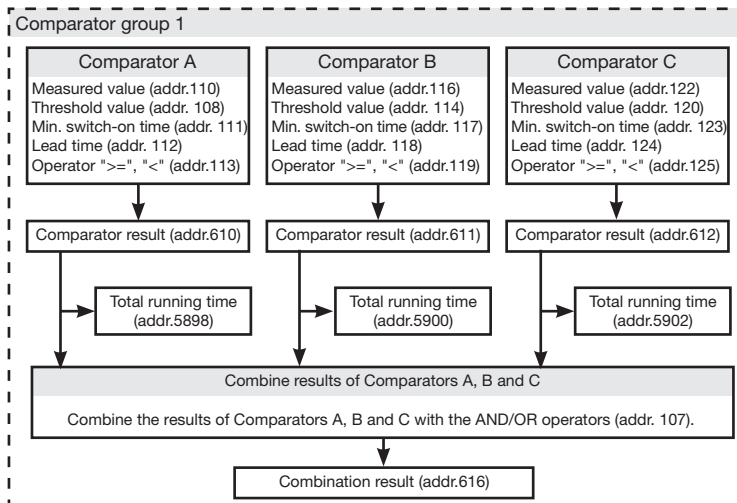 Comparator group 1
Comparator A
Measured value (addr.110)
Threshold value (addr. 108)
Min. switch-on time (addr. 111)
Lead time (addr. 112)
Operator ">=", "<" (addr.113)
Comparator B
Measured value (addr.116)
Threshold value (addr. 114)
Min. switch-on time (addr. 117)
Lead time (addr. 118)
Operator ">=", "<" (addr.119)
Comparator C
Measured value (addr.122)
Threshold value (addr. 120)
Min. switch-on time (addr. 123)
Lead time (addr. 124)
Operator ">=", "<" (addr.125)
Comparator result (addr.610)
Comparator result (addr.611)
Comparator result (addr.612)
Total running time
(addr.5898)
Total running time
(addr.5900)
Total running time
(addr.5902)
Combine results of Comparators A, B and C
Combine the results of Comparators A, B and C with the AND/OR operators (addr. 107).
Combination result (addr.616)